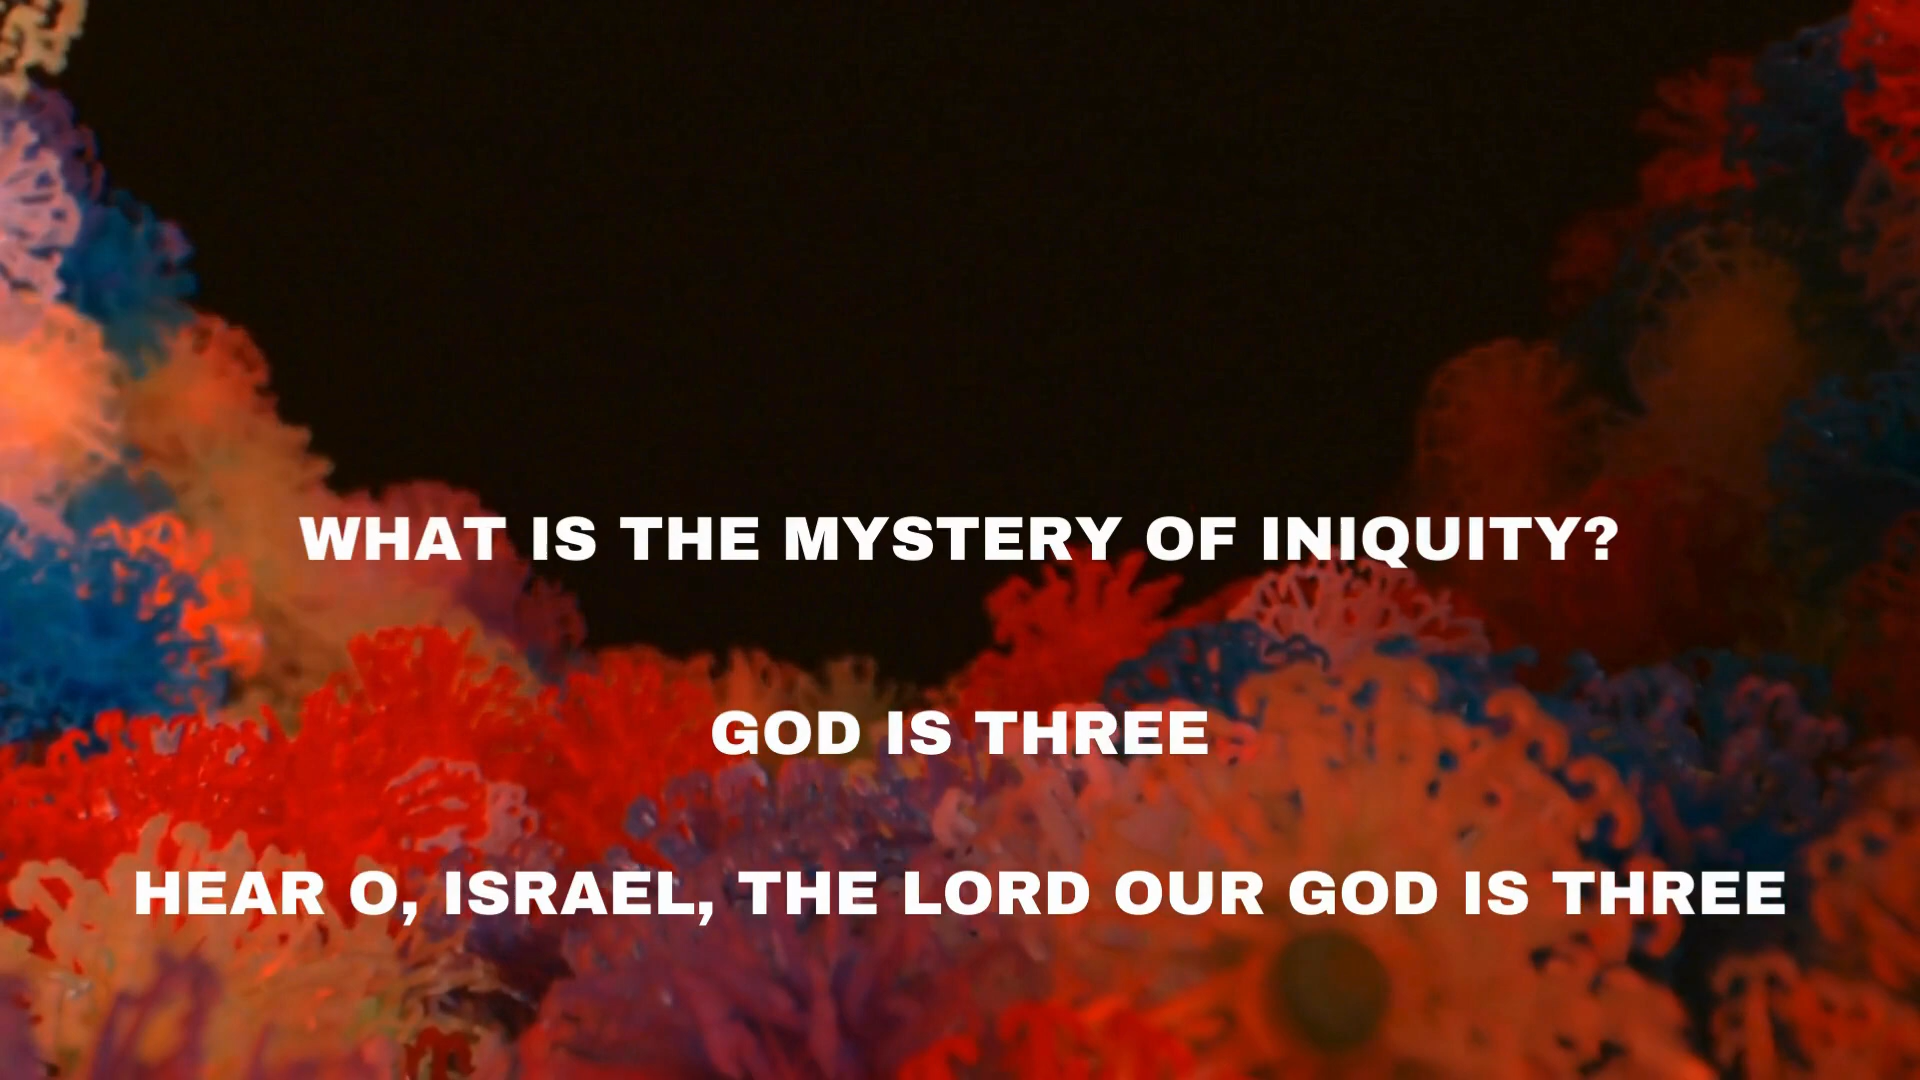 WHAT IS THE MYSTERY OF INIQUITY?
GOD IS THREE
HEAR O, ISRAEL, THE LORD OUR GOD IS THREE